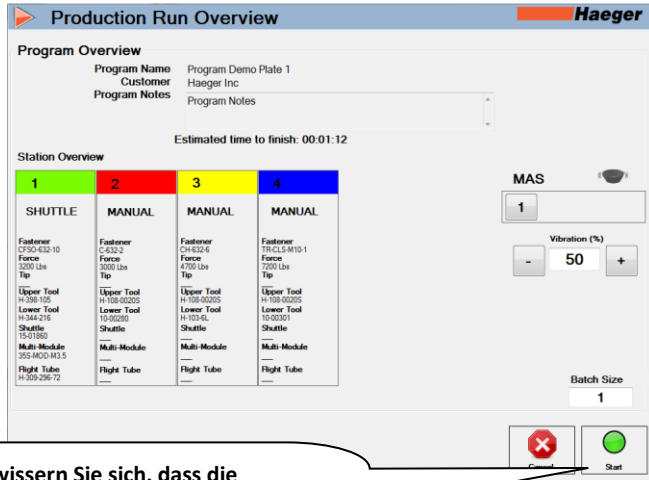 Production Run Overview
Haeger
Program Overview
Program Name Program Demo Plate 1
Customer Haeger Inc
Program Notes Program Notes
Estimated time to finish: 00:01:12
Station Overview
1 2 3 4
SHUTTLE MANUAL MANUAL MANUAL
Fastener Fastener Fastener Fastener
CFSO-632-10 C-632-2 CH-632-6 TR-CLS-M10-1
Force Force Force Force
3200 Lbs 3000 Lbs 4700 Lbs 7200 Lbs
Tip Tip Tip Tip
Upper Tool Upper Tool Upper Tool Upper Tool
H-398-105 H-108-0020S H-108-0020S H-108-0020S
Lower Tool Lower Tool Lower Tool Lower Tool
H-344-216 10-00280 H-103-6L 10-00301
Shuttle Shuttle Shuttle Shuttle
15-01860
Multi-Module Multi-Module Multi-Module Multi-Module
35S-MOD-M3.5
Flight Tube Flight Tube Flight Tube Flight Tube
H-309-296-72
MAS
1
Vibration (%)
- 50 +
Batch Size
1
Cancel Start
Sie sich, dass die